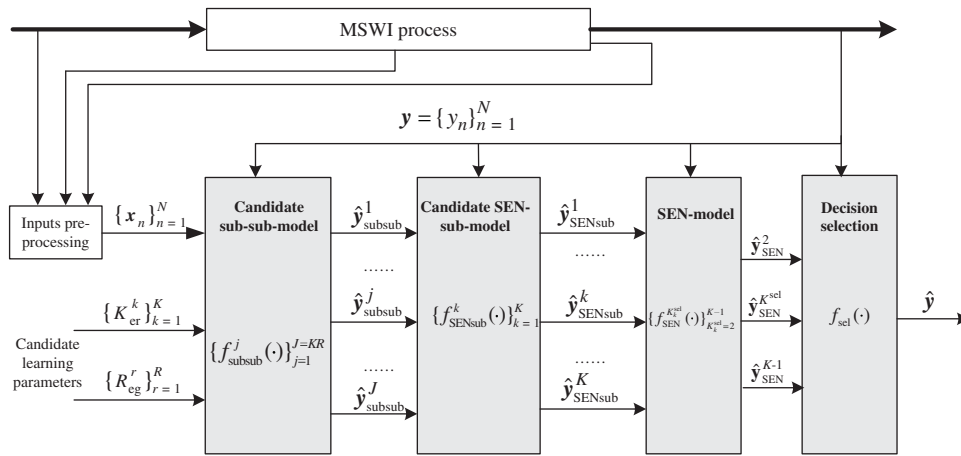 MSWI process
y = { y_n }_{n = 1}^N
Inputs pre-
processing
{ x_n }_{n = 1}^N
{ K_er^k }_{k = 1}^K
Candidate
learning
parameters
{ R_eg^r }_{r = 1}^R
Candidate
sub-sub-model
{ f_subsub^j (·) }_{j=1}^{J=KR}
ŷ_subsub^1
......
ŷ_subsub^j
......
ŷ_subsub^J
Candidate SEN-
sub-model
{ f_SENsub^k (·) }_{k = 1}^K
ŷ_SENsub^1
......
ŷ_SENsub^k
......
ŷ_SENsub^K
SEN-model
{ f_SEN^{K_k^sel} (·) }_{K_k^sel=2}^{K-1}
ŷ_SEN^2
ŷ_SEN^{K^sel}
ŷ_SEN^{K-1}
Decision
selection
f_sel (·)
ŷ